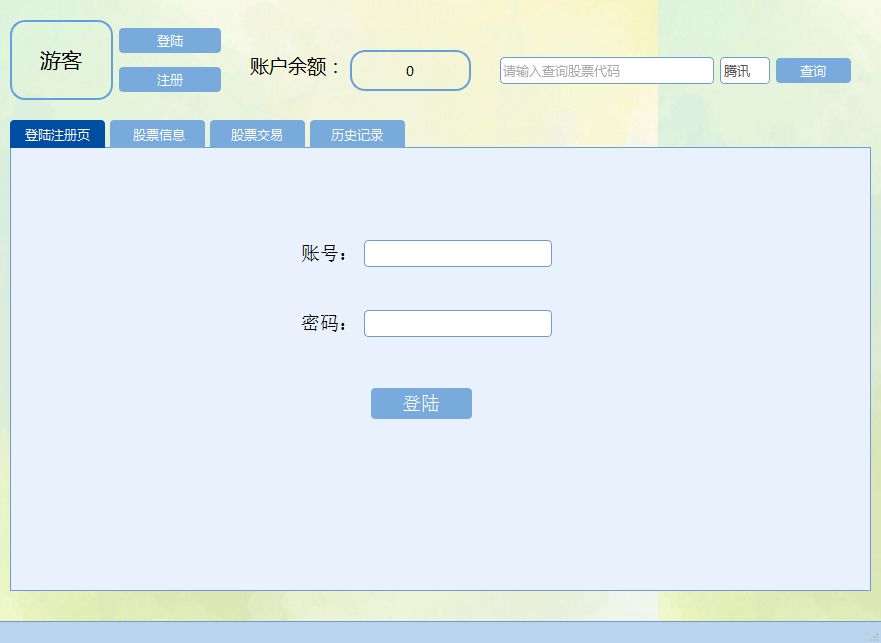 游客
登陆
注册
账户余额：
0
请输入查询股票代码
腾讯
查询
登陆注册页
股票信息
股票交易
历史记录
账号：
密码：
登陆